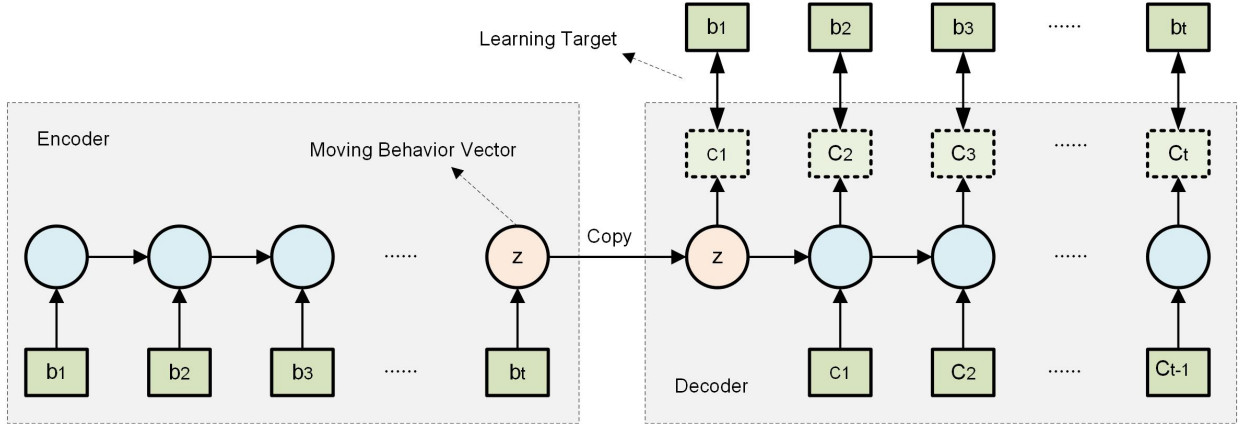 b1 b2 b3 ...... bt
Learning Target
Encoder
Moving Behavior Vector
C1 C2 C3 ...... Ct
Copy
...... z z ......
b1 b2 b3 ...... bt
C1 C2 ...... Ct-1
Decoder